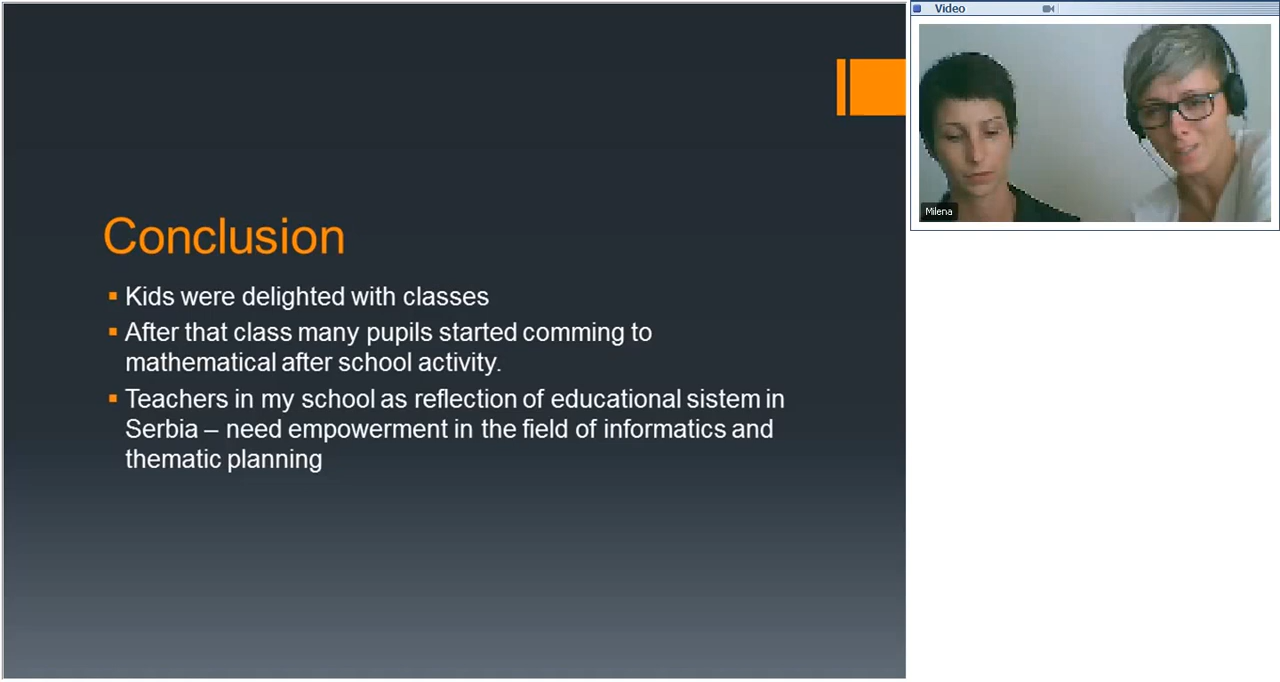 Video
Milena
Conclusion
Kids were delighted with classes
After that class many pupils started comming to
mathematical after school activity.
Teachers in my school as reflection of educational sistem in
Serbia – need empowerment in the field of informatics and
thematic planning